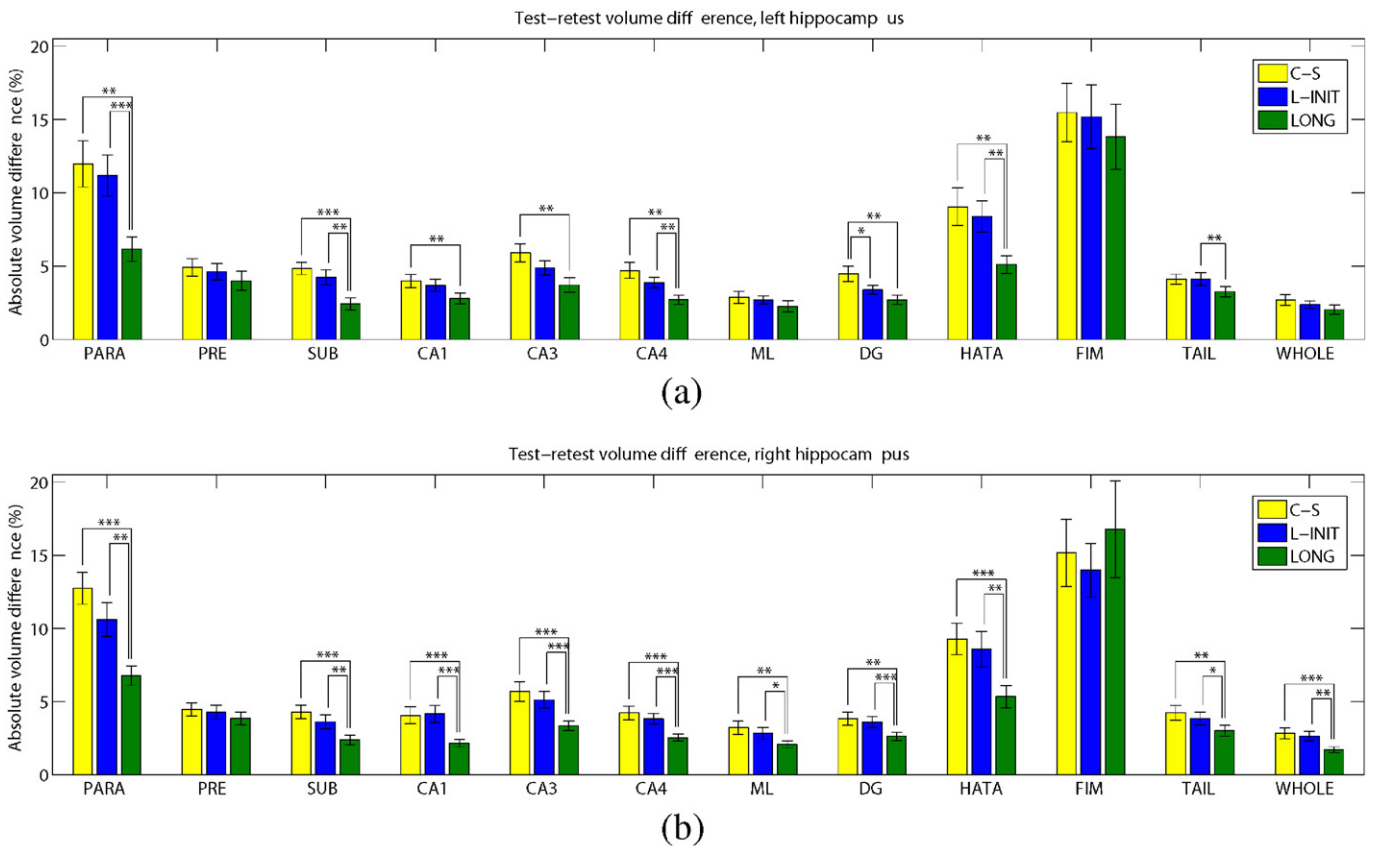 Test−retest volume diff erence, left hippocamp us
Absolute volume differe nce (%)
20
15
10
5
0
C−S
L−INIT
LONG
** *** *** ** ** ** ** ** * ** ** ** **
PARA PRE SUB CA1 CA3 CA4 ML DG HATA FIM TAIL WHOLE
(a)
Test−retest volume diff erence, right hippocam pus
Absolute volume differe nce (%)
20
15
10
5
0
C−S
L−INIT
LONG
*** ** *** ** *** *** *** *** *** *** ** * ** *** *** ** ** * *** **
PARA PRE SUB CA1 CA3 CA4 ML DG HATA FIM TAIL WHOLE
(b)